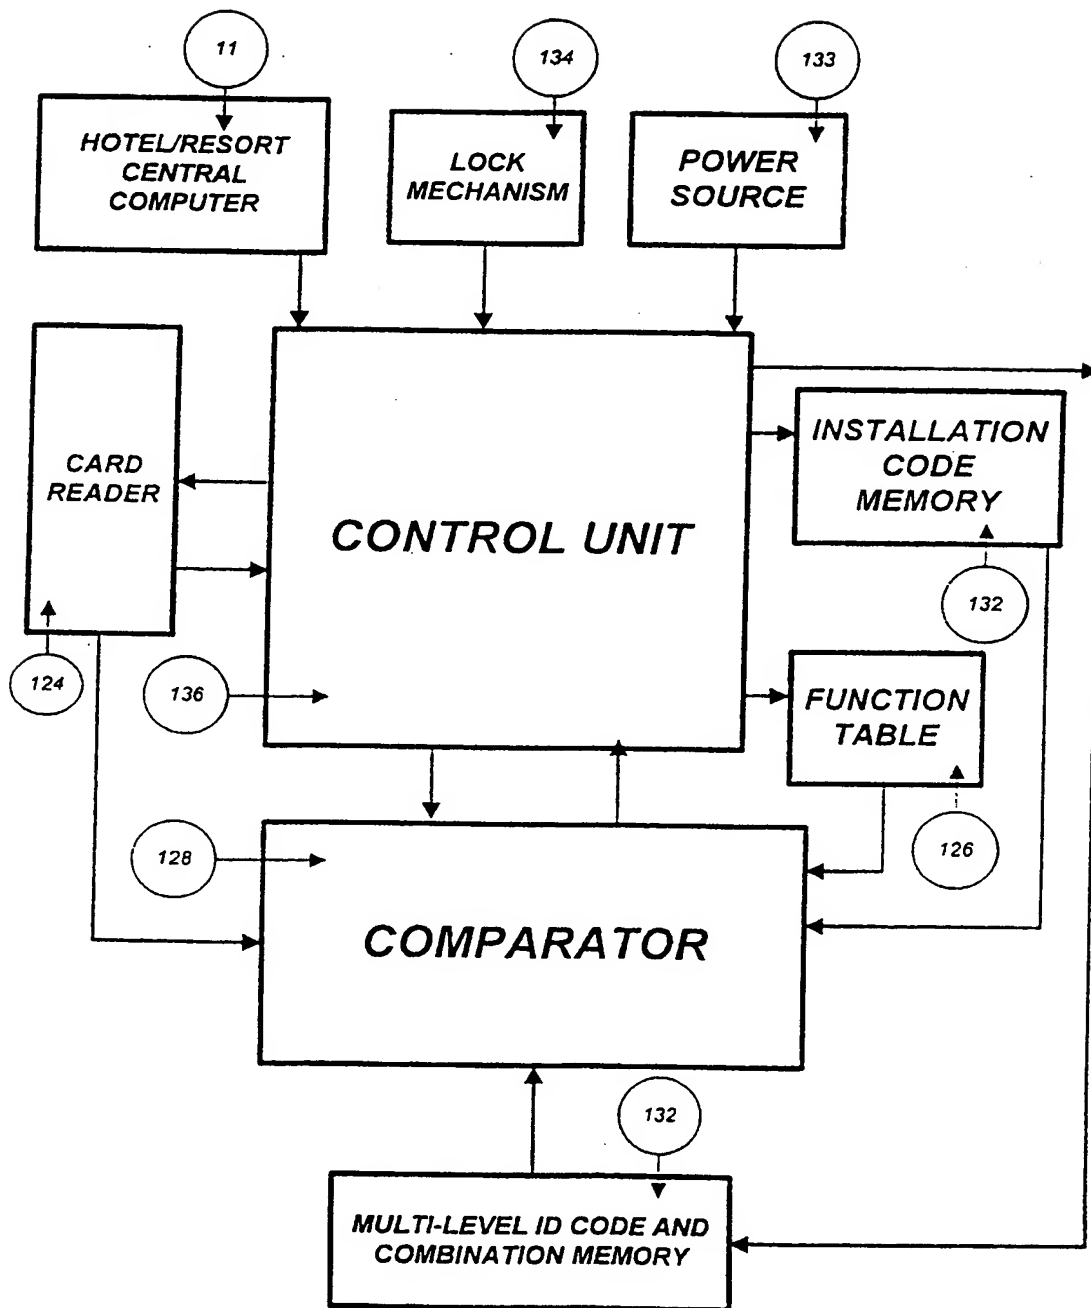 11
134
133
HOTEL/RESORT
CENTRAL
COMPUTER
LOCK
MECHANISM
POWER
SOURCE
CARD
READER
CONTROL UNIT
INSTALLATION
CODE
MEMORY
132
124
136
FUNCTION
TABLE
128
126
COMPARATOR
132
MULTI-LEVEL ID CODE AND
COMBINATION MEMORY